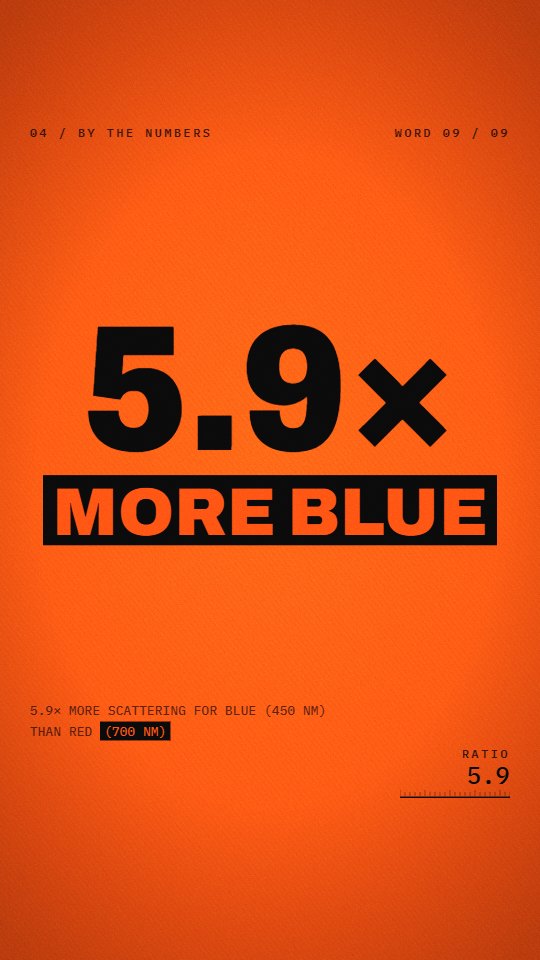 04 / BY THE NUMBERS
WORD 09 / 09
5.9×
MORE BLUE
5.9× MORE SCATTERING FOR BLUE (450 NM)
THAN RED (700 NM)
RATIO
5.9